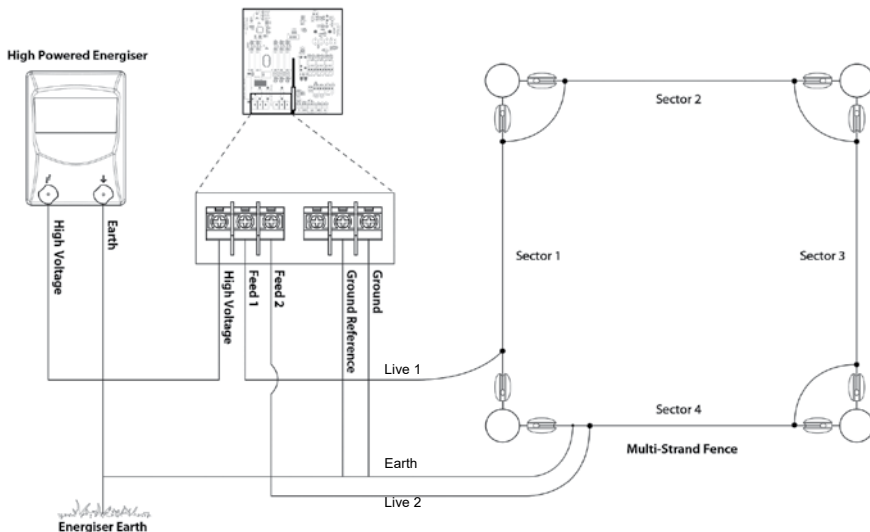 High Powered Energiser
High Voltage
Earth
High Voltage
Feed 1
Feed 2
Ground Reference
Ground
Live 1
Earth
Live 2
Energiser Earth
Sector 2
Sector 1
Sector 3
Sector 4
Multi-Strand Fence